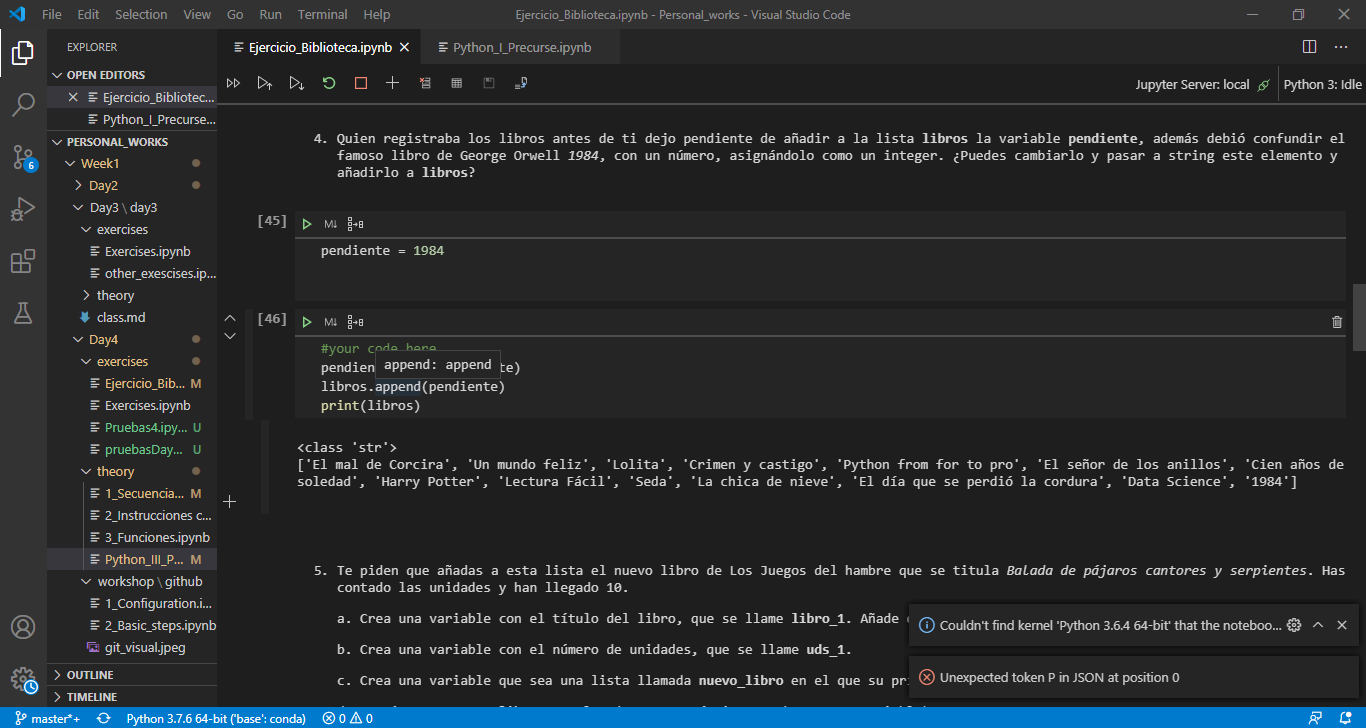 File Edit Selection View Go Run Terminal Help
Ejercicio_Biblioteca.ipynb - Personal_works - Visual Studio Code
EXPLORER
OPEN EDITORS
Ejercicio_Bibliotec...
Python_I_Precurse...
PERSONAL_WORKS
Week1
Day2
Day3 \ day3
exercises
Exercises.ipynb
other_exescises.ip...
theory
class.md
Day4
exercises
Ejercicio_Bib... M
Exercises.ipynb
Pruebas4.ipy... U
pruebasDay... U
theory
1_Secuencia... M
2_Instrucciones c...
3_Funciones.ipynb
Python_III_P... M
workshop \ github
1_Configuration.i...
2_Basic_steps.ipynb
git_visual.jpeg
OUTLINE
TIMELINE
6
Ejercicio_Biblioteca.ipynb
Python_I_Precurse.ipynb
Jupyter Server: local
Python 3: Idle
4. Quien registraba los libros antes de ti dejo pendiente de añadir a la lista libros la variable pendiente, además debió confundir el
famoso libro de George Orwell 1984, con un número, asignándolo como un integer. ¿Puedes cambiarlo y pasar a string este elemento y
añadirlo a libros?
[45]
M↓
pendiente = 1984
[46]
M↓
#your code here
pendien
te)
append: append
libros.append(pendiente)
print(libros)
<class 'str'>
['El mal de Corcira', 'Un mundo feliz', 'Lolita', 'Crimen y castigo', 'Python from for to pro', 'El señor de los anillos', 'Cien años de
soledad', 'Harry Potter', 'Lectura Fácil', 'Seda', 'La chica de nieve', 'El día que se perdió la cordura', 'Data Science', '1984']
5. Te piden que añadas a esta lista el nuevo libro de Los Juegos del hambre que se titula Balada de pájaros cantores y serpientes. Has
contado las unidades y han llegado 10.
a. Crea una variable con el título del libro, que se llame libro_1. Añade
b. Crea una variable con el número de unidades, que se llame uds_1.
c. Crea una variable que sea una lista llamada nuevo_libro en el que su pri
Couldn't find kernel 'Python 3.6.4 64-bit' that the noteboo...
Unexpected token P in JSON at position 0
master*+
Python 3.7.6 64-bit ('base': conda)
0
0